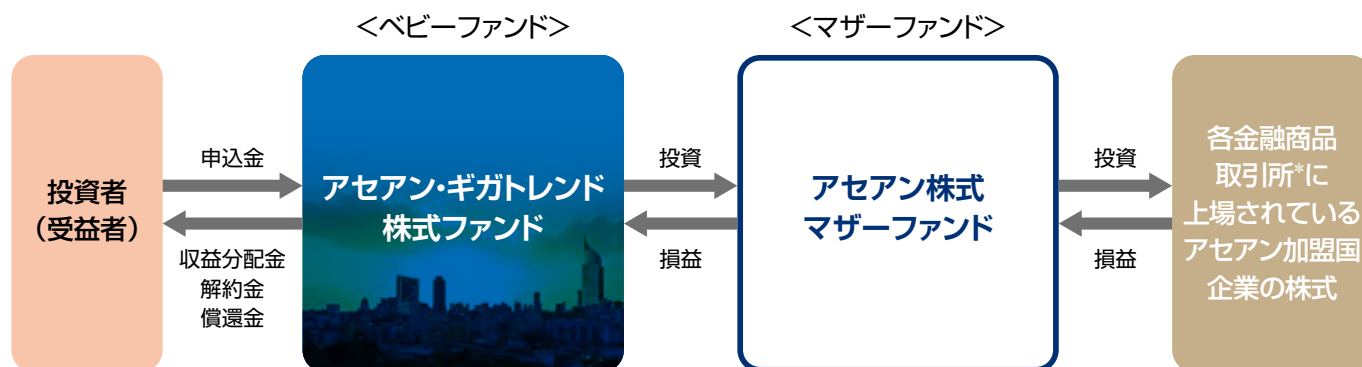 ＜ベビーファンド＞
＜マザーファンド＞
投資者
（受益者）
申込金
収益分配金
解約金
償還金
アセアン・ギガトレンド
株式ファンド
投資
損益
アセアン株式
マザーファンド
投資
損益
各金融商品
取引所*に
上場されている
アセアン加盟国
企業の株式